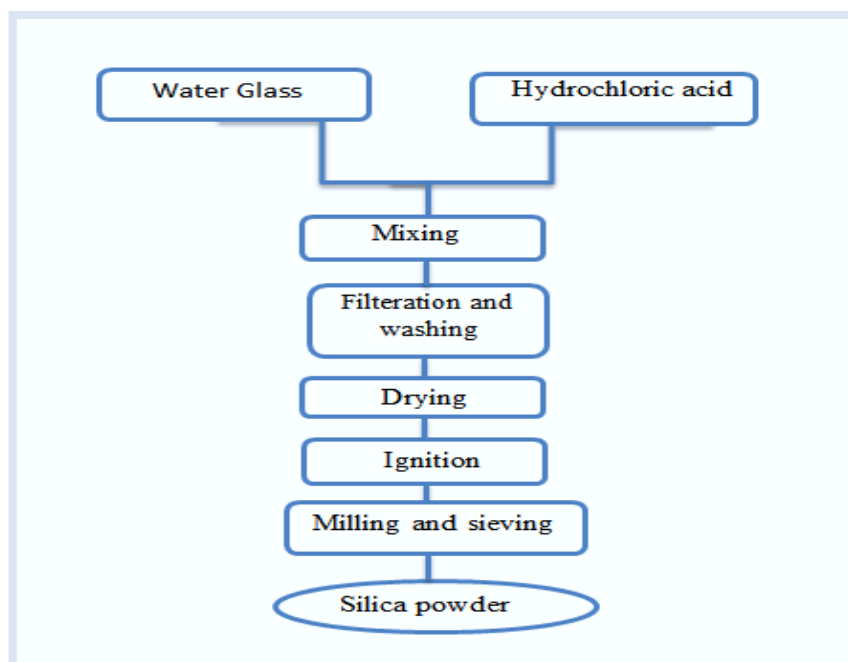 Water Glass
Hydrochloric acid
Mixing
Filteration and
washing
Drying
Ignition
Milling and sieving
Silica powder